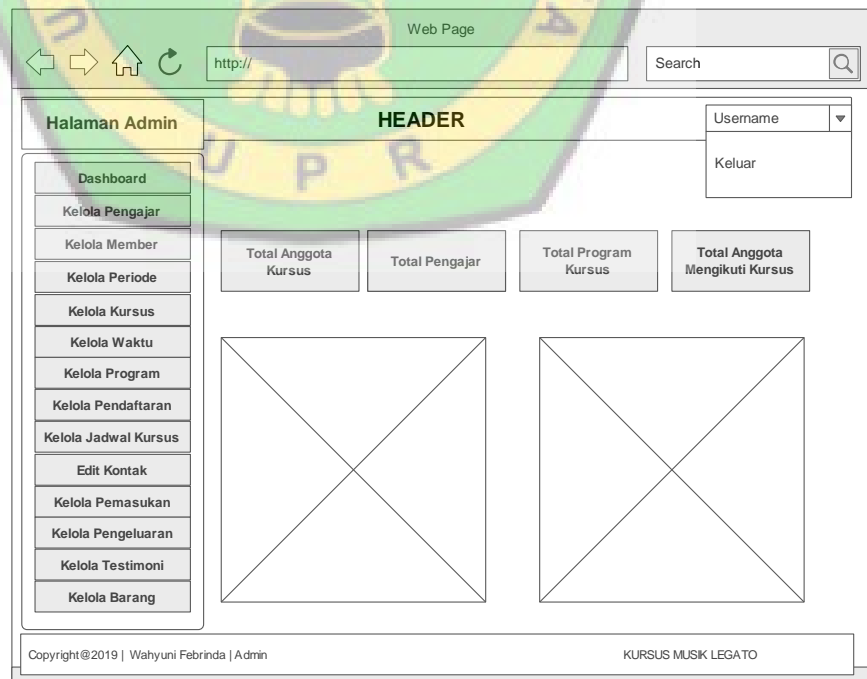 Web Page
http://
Search
Halaman Admin
HEADER
Username
Keluar
U P R
Dashboard
Kelola Pengajar
Kelola Member
Kelola Periode
Kelola Kursus
Kelola Waktu
Kelola Program
Kelola Pendaftaran
Kelola Jadwal Kursus
Edit Kontak
Kelola Pemasukan
Kelola Pengeluaran
Kelola Testimoni
Kelola Barang
Total Anggota
Kursus
Total Pengajar
Total Program
Kursus
Total Anggota
Mengikuti Kursus
Copyright@2019 | Wahyuni Febrinda | Admin
KURSUS MUSIK LEGATO